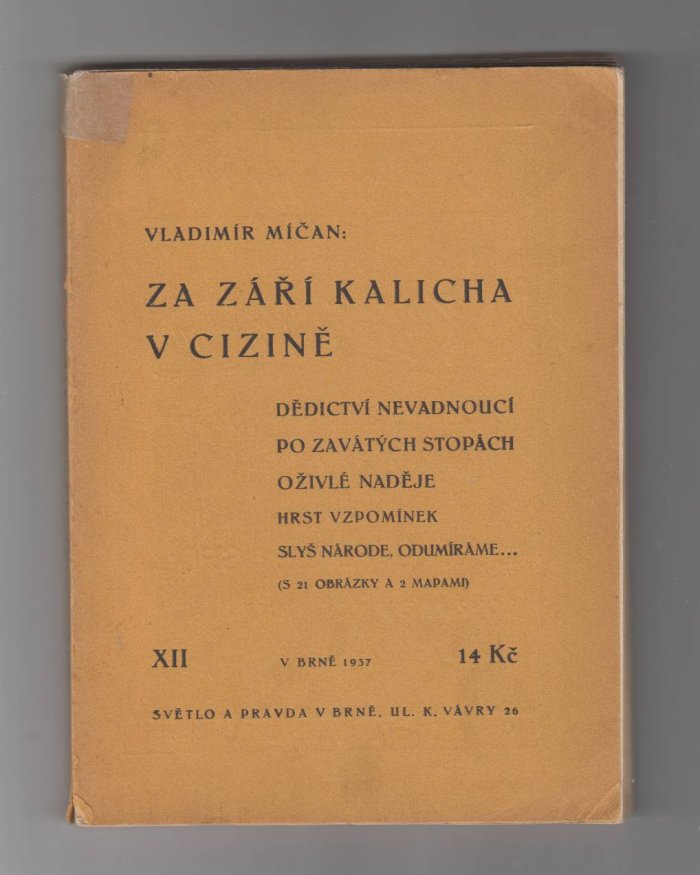 VLADIMÍR MÍČAN:
ZA ZÁŘÍ KALICHA
V CIZINĚ
DĚDICTVÍ NEVADNOUCÍ
PO ZAVÁTÝCH STOPÁCH
OŽIVLÉ NADĚJE
HRST VZPOMÍNEK
SLYŠ NÁRODE, ODUMÍRÁME...
(S 21 OBRÁZKY A 2 MAPAMI)
XII V BRNĚ 1937 14 Kč
SVĚTLO A PRAVDA V BRNĚ, UL. K. VÁVRY 26